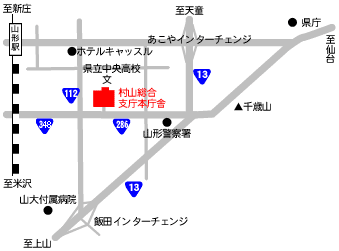 至新庄
至天童
県庁
山形駅
あこやインターチェンジ
至仙台
ホテルキャッスル
県立中央高校
文
13
112
村山総合
支庁本庁舎
千歳山
348
286
山形警察署
至米沢
13
山大付属病院
飯田インターチェンジ
至上山